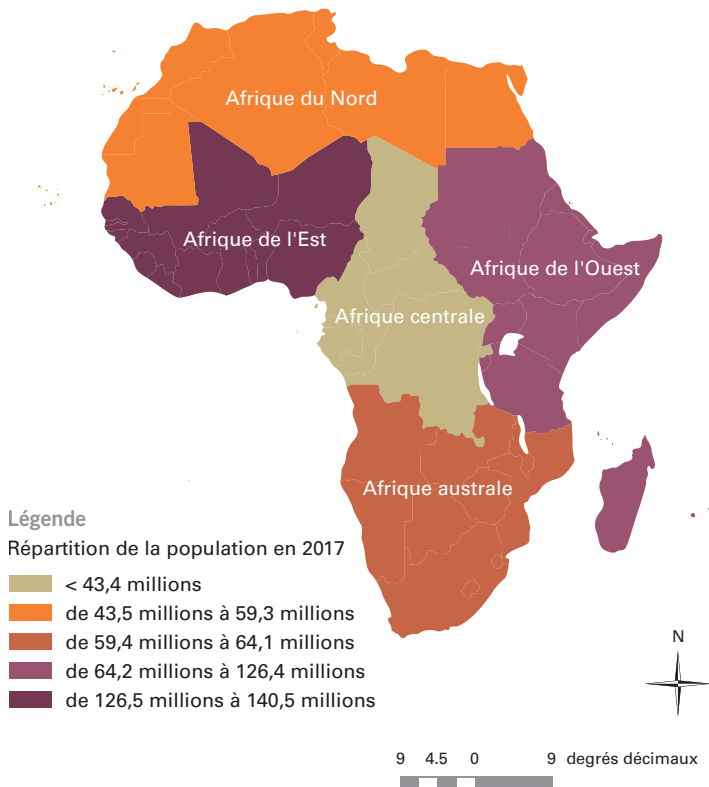 Afrique du Nord
Afrique de l'Est
Afrique de l'Ouest
Afrique centrale
Afrique australe
Légende
Répartition de la population en 2017
< 43,4 millions
de 43,5 millions à 59,3 millions
de 59,4 millions à 64,1 millions
de 64,2 millions à 126,4 millions
de 126,5 millions à 140,5 millions
N
9 4.5 0 9 degrés décimaux